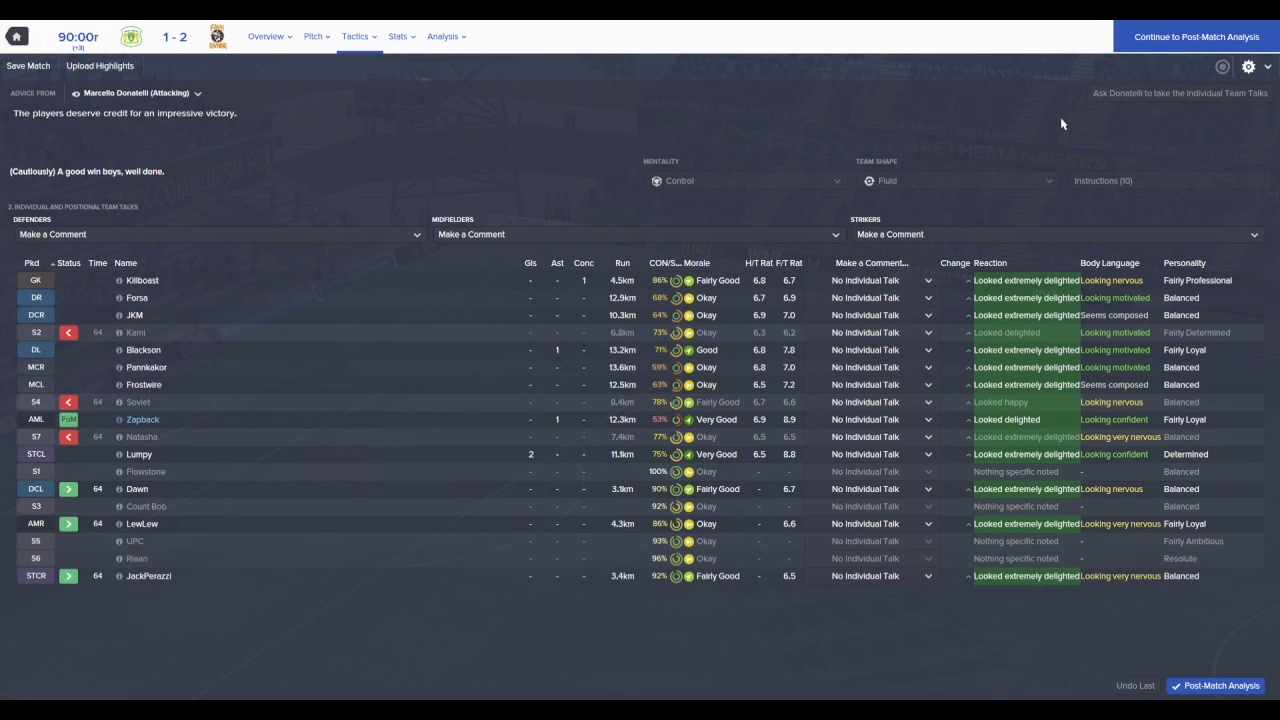 90:00r 1 - 2 Overview Pitch Tactics Stats Analysis Continue to Post-Match Analysis
(+3)
Save Match Upload Highlights
ADVICE FROM Marcello Donatelli (Attacking) Ask Donatelli to take the Individual Team Talks
The players deserve credit for an impressive victory.
MENTALITY TEAM SHAPE
(Cautiously) A good win boys, well done.
Control Fluid Instructions (10)
2. INDIVIDUAL AND POSITIONAL TEAM TALKS
DEFENDERS MIDFIELDERS STRIKERS
Make a Comment Make a Comment Make a Comment
Pkd Status Time Name Gls Ast Conc Run CON/S... Morale H/T Rat F/T Rat Make a Comment... Change Reaction Body Language Personality
GK Killboast - - 1 4.5km 86% Fairly Good 6.8 6.7 No Individual Talk Looked extremely delighted Looking nervous Fairly Professional
DR Forsa - - - 12.9km 68% Okay 6.7 6.9 No Individual Talk Looked extremely delighted Looking motivated Balanced
DCR JKM - - - 10.3km 64% Okay 6.9 7.0 No Individual Talk Looked extremely delighted Seems composed Balanced
S2 64 Kami - - - 6.8km 73% Okay 6.3 6.2 No Individual Talk Looked delighted Looking motivated Fairly Determined
DL Blackson - 1 - 13.2km 71% Good 6.8 7.8 No Individual Talk Looked extremely delighted Looking motivated Fairly Loyal
MCR Pannkakor - - - 13.6km 59% Okay 6.8 7.0 No Individual Talk Looked extremely delighted Looking motivated Balanced
MCL Frostwire - - - 12.5km 63% Okay 6.5 7.2 No Individual Talk Looked extremely delighted Seems composed Balanced
S4 64 Soviet - - - 8.4km 78% Fairly Good 6.7 6.6 No Individual Talk Looked happy Looking nervous Balanced
AML PoM Zapback - 1 - 12.3km 53% Very Good 6.9 8.9 No Individual Talk Looked delighted Looking confident Fairly Loyal
S7 64 Natasha - - - 7.4km 77% Okay 6.5 6.5 No Individual Talk Looked extremely delighted Looking very nervous Balanced
STCL Lumpy 2 - - 11.1km 75% Very Good 6.5 8.8 No Individual Talk Looked extremely delighted Looking confident Determined
S1 Flowstone - - - 100% Okay - - No Individual Talk Nothing specific noted - Balanced
DCL 64 Dawn - - - 3.1km 90% Fairly Good - 6.7 No Individual Talk Looked extremely delighted Looking nervous Balanced
S3 Count Bob - - - 92% Okay - - No Individual Talk Nothing specific noted - Balanced
AMR 64 LewLew - - - 4.3km 86% Okay - 6.6 No Individual Talk Looked extremely delighted Looking very nervous Fairly Loyal
S5 UPC - - - 93% Okay - - No Individual Talk Nothing specific noted - Fairly Ambitious
S6 Riaan - - - 96% Okay - - No Individual Talk Nothing specific noted - Resolute
STCR 64 JackPerazzi - - - 3.4km 92% Fairly Good - 6.5 No Individual Talk Looked extremely delighted Looking very nervous Balanced
Undo Last Post-Match Analysis